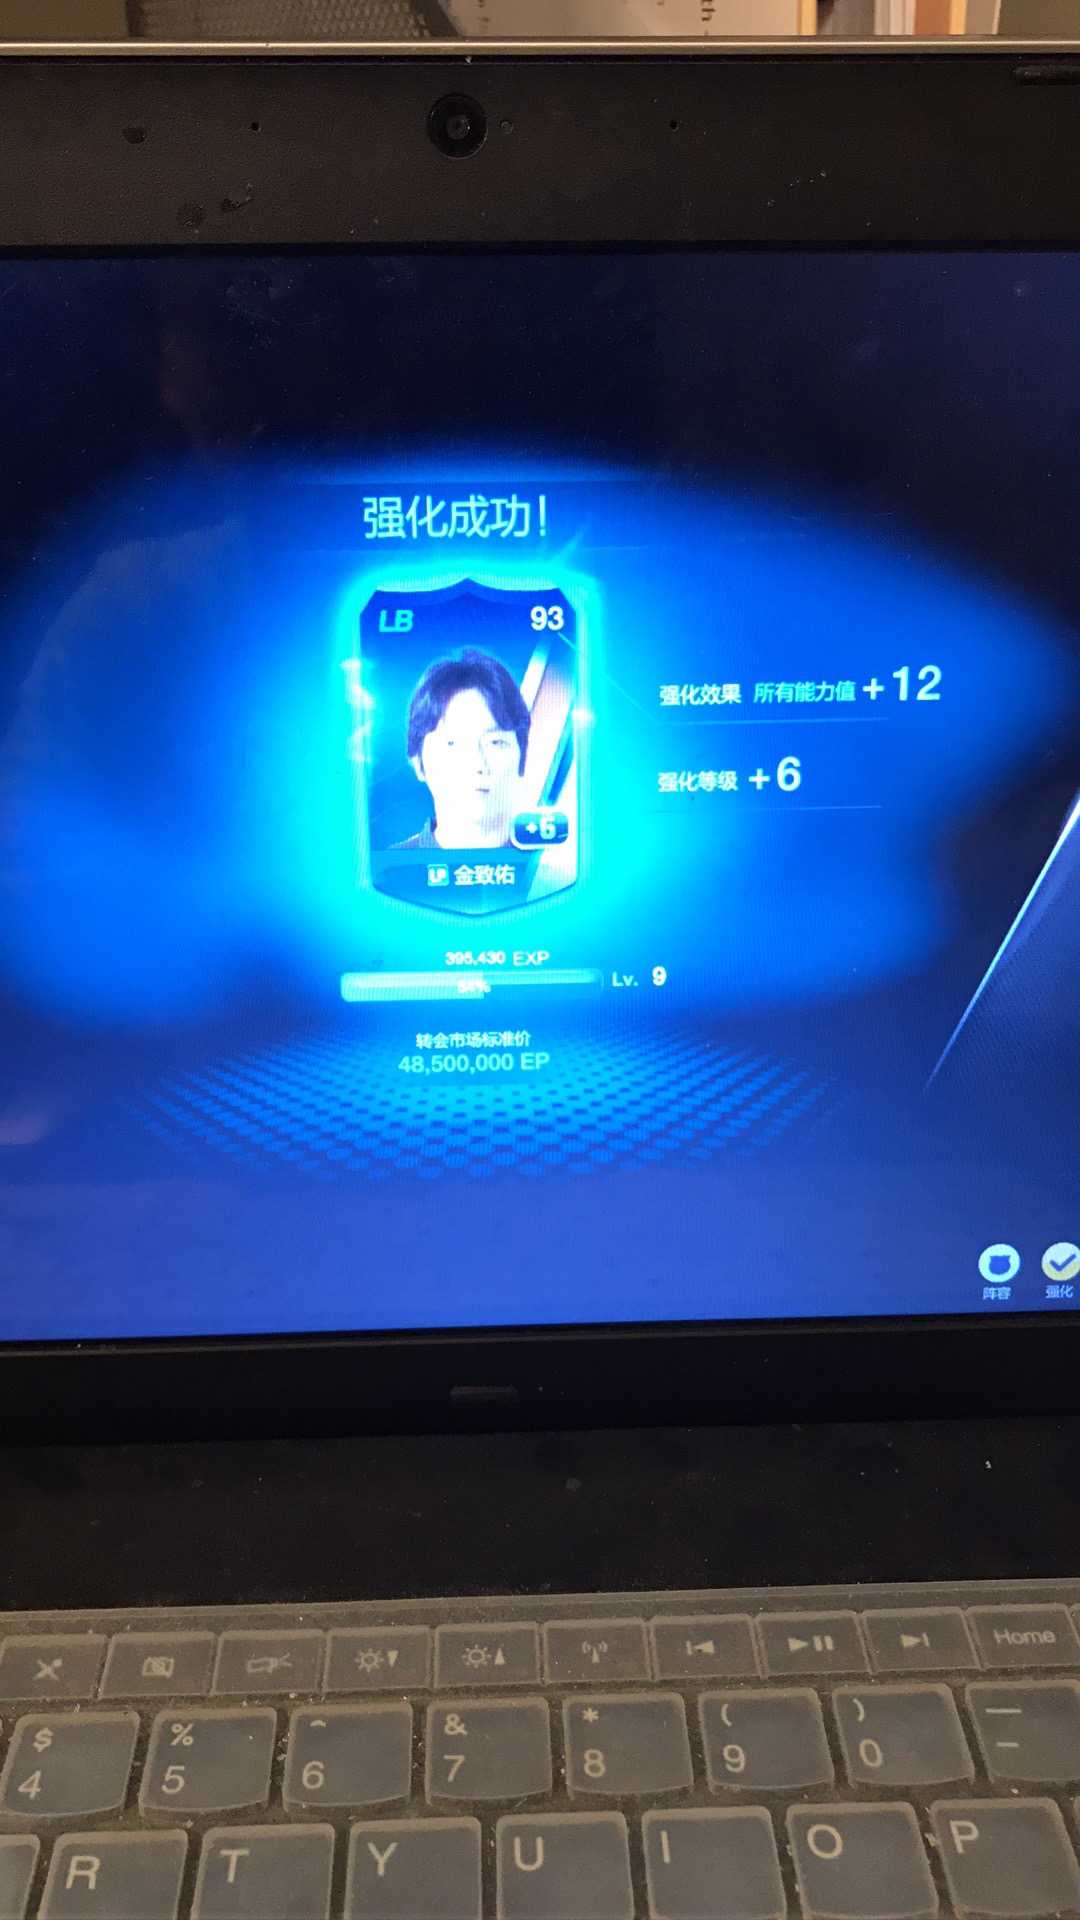 强化成功!
LB 93
强化效果 所有能力值 +12
强化等级 +6
+6
LP 金致佑
395,430 EXP
54%
Lv. 9
转会市场标准价
48,500,000 EP
阵容 强化
Home
$ % ^ & * ( )
4 5 6 7 8 9 0
R T Y U I O P